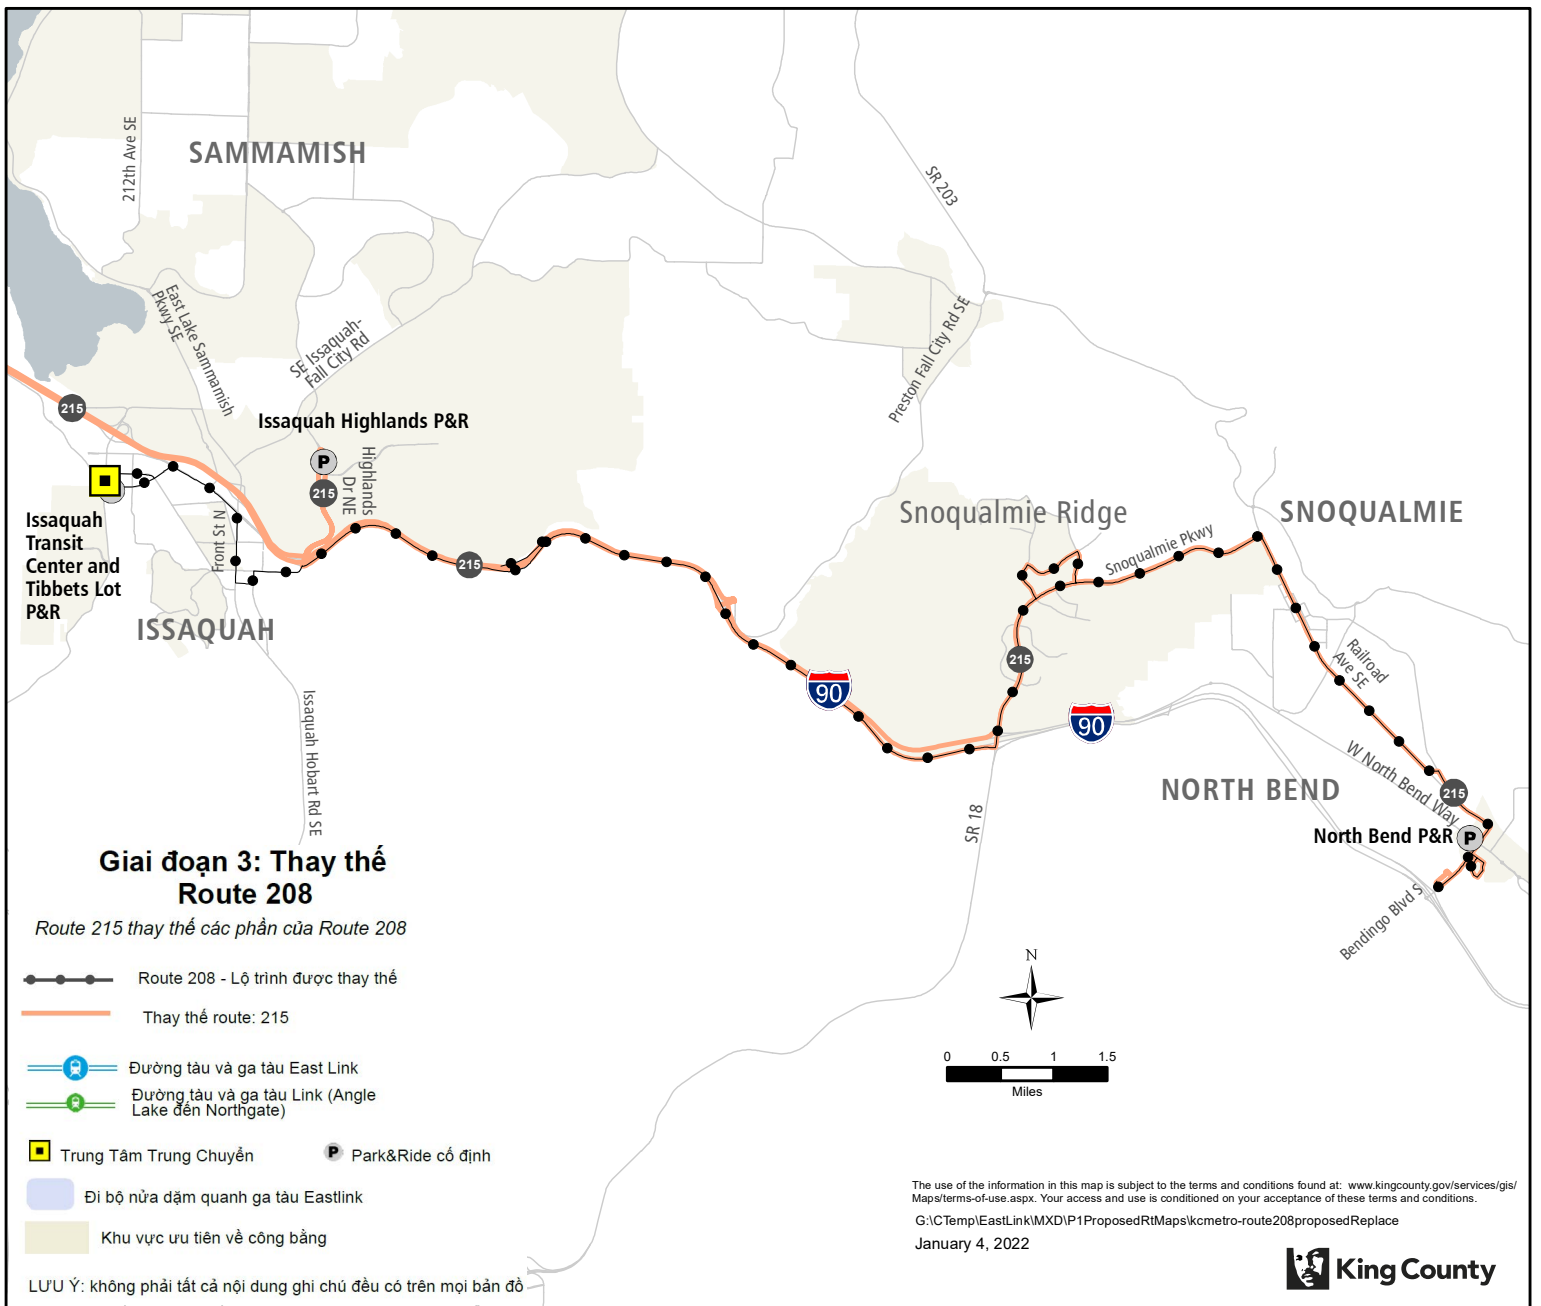 SAMMAMISH
212th Ave SE
SR 203
East Lake Sammamish
Pkwy SE
SE Issaquah-
Fall City Rd
Preston Fall City Rd SE
215
Issaquah Highlands P&R
P
215
Highlands
Dr NE
Issaquah
Transit
Center and
Tibbets Lot
P&R
Front St N
215
ISSAQUAH
Snoqualmie Ridge
Snoqualmie Pkwy
SNOQUALMIE
215
90
90
Railroad
Ave SE
Issaquah Hobart Rd SE
NORTH BEND
W North Bend Way
215
North Bend P&R
P
SR 18
Bendingo Blvd S
Giai đoạn 3: Thay thế
Route 208
Route 215 thay thế các phần của Route 208
Route 208 - Lộ trình được thay thế
Thay thế route: 215
Đường tàu và ga tàu East Link
Đường tàu và ga tàu Link (Angle
Lake đến Northgate)
Trung Tâm Trung Chuyển
P Park&Ride cố định
Đi bộ nửa dặm quanh ga tàu Eastlink
Khu vực ưu tiên về công bằng
LƯU Ý: không phải tất cả nội dung ghi chú đều có trên mọi bản đồ
N
0 0.5 1 1.5
Miles
The use of the information in this map is subject to the terms and conditions found at: www.kingcounty.gov/services/gis/
Maps/terms-of-use.aspx. Your access and use is conditioned on your acceptance of these terms and conditions.
G:\CTemp\EastLink\MXD\P1ProposedRtMaps\kcmetro-route208proposedReplace
January 4, 2022
King County